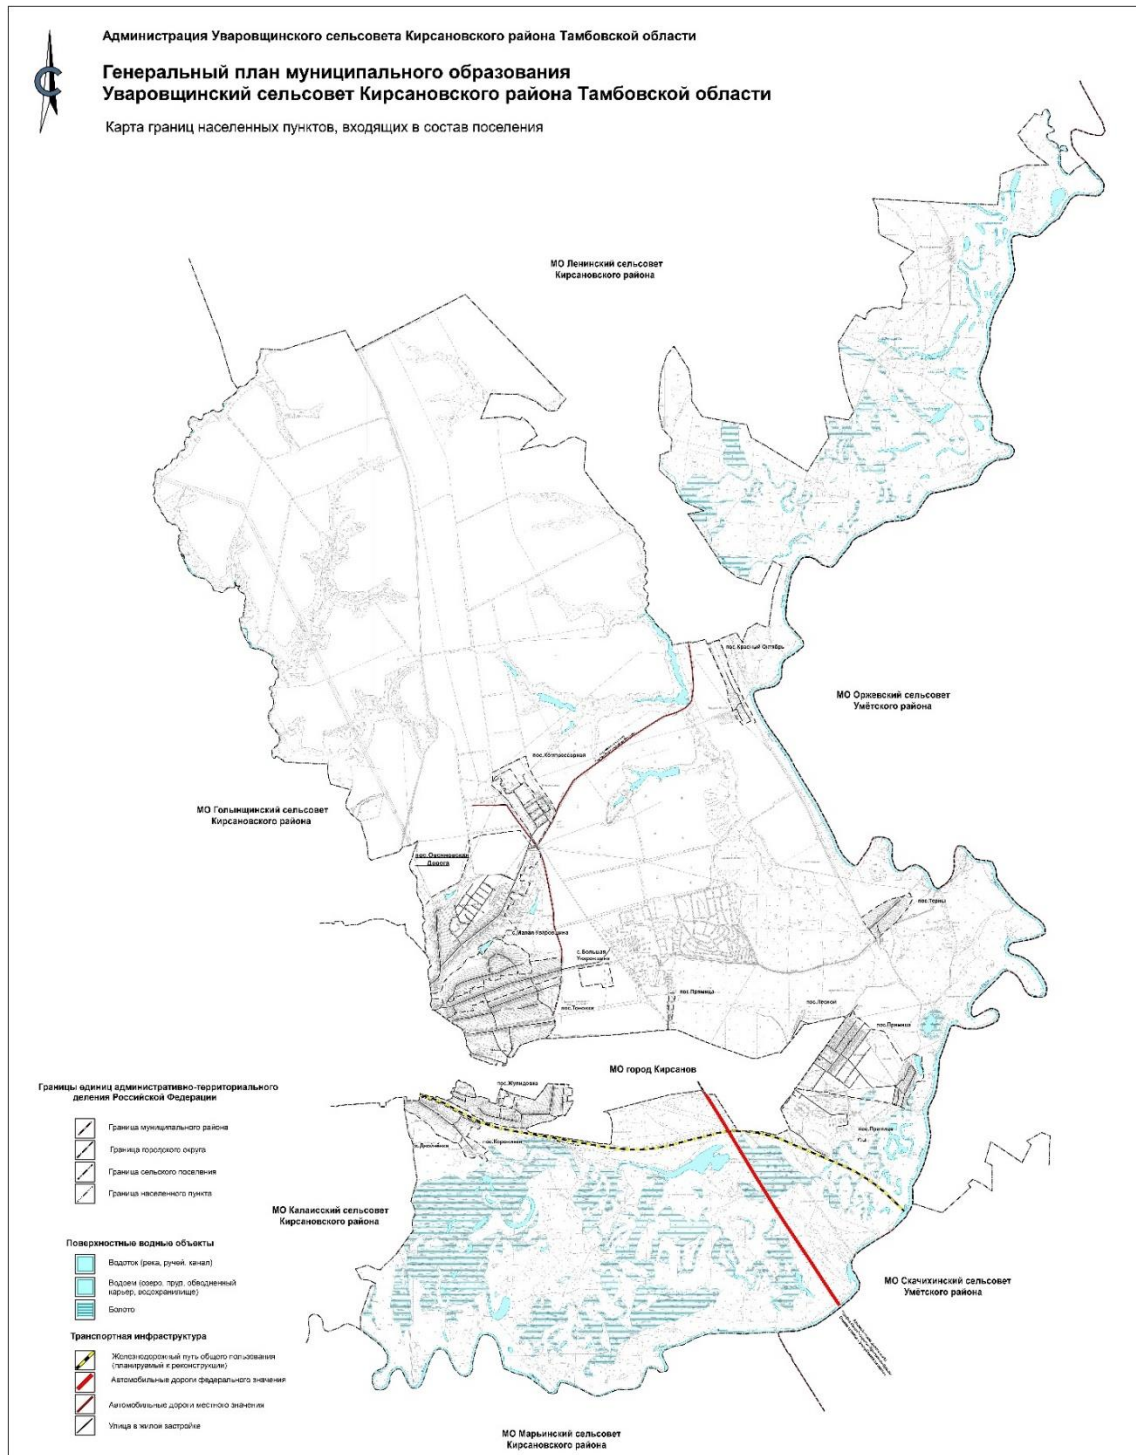 Администрация Уваровщинского сельсовета Кирсановского района Тамбовской области
Генеральный план муниципального образования
Уваровщинский сельсовет Кирсановского района Тамбовской области
Карта границ населенных пунктов, входящих в состав поселения
МО Ленинский сельсовет
Кирсановского района
пос.Красный Октябрь
МО Оржевский сельсовет
Умётского района
пос.Компрессорная
МО Голынщинский сельсовет
Кирсановского района
Дорога
пос.Терны
с.Малая Уваровщина
с.Большая
Уваровщина
пос.Прямица
МО город Кирсанов
пос.Жулидовка
Границы единиц административно-территориального
деления Российской Федерации
Граница муниципального района
Граница городского округа
Граница сельского поселения
Граница населенного пункта
МО Калаисский сельсовет
Кирсановского района
Поверхностные водные объекты
Водоток (река, ручей, канал)
Водоем (озеро, пруд, обводненный
карьер, водохранилище)
Болото
МО Скачихинский сельсовет
Умётского района
Транспортная инфраструктура
Железнодорожный путь общего пользования
(планируемый к реконструкции)
Автомобильные дороги федерального значения
Автомобильные дороги местного значения
Улица в жилой застройке
МО Марьинский сельсовет
Кирсановского района